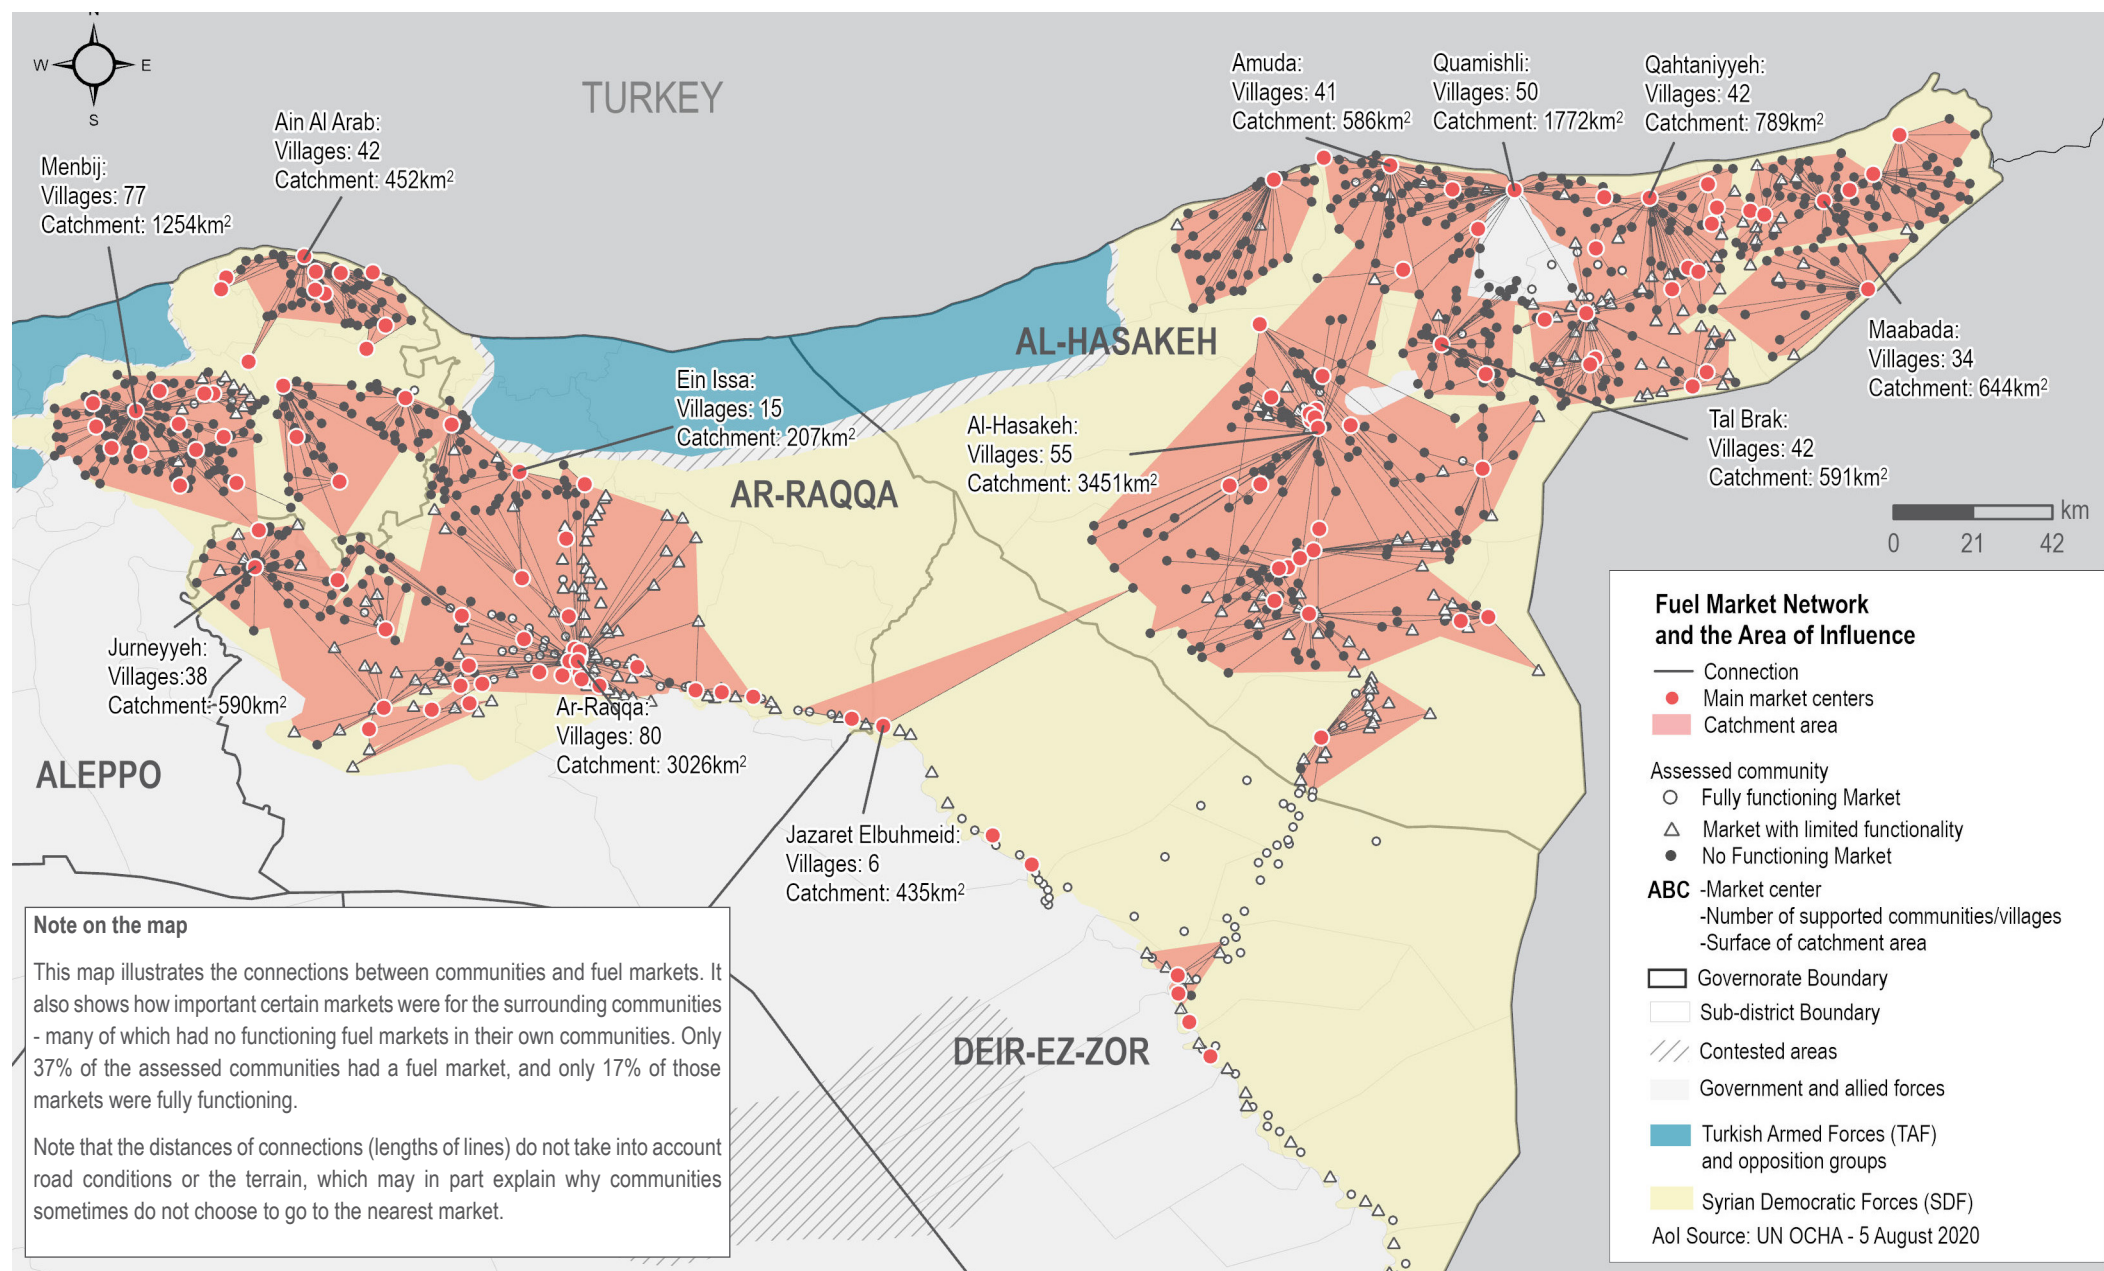 N
W
E
S
TURKEY
Menbij:
Villages: 77
Catchment: 1254km²
Ain Al Arab:
Villages: 42
Catchment: 452km²
Amuda:
Villages: 41
Catchment: 586km²
Quamishli:
Villages: 50
Catchment: 1772km²
Qahtaniyyeh:
Villages: 42
Catchment: 789km²
AL-HASAKEH
Maabada:
Villages: 34
Catchment: 644km²
Ein Issa:
Villages: 15
Catchment: 207km²
Al-Hasakeh:
Villages: 55
Catchment: 3451km²
Tal Brak:
Villages: 42
Catchment: 591km²
AR-RAQQA
km
0 21 42
Jurneyyeh:
Villages:38
Catchment: 590km²
Ar-Raqqa:
Villages: 80
Catchment: 3026km²
ALEPPO
Jazaret Elbuhmeid:
Villages: 6
Catchment: 435km²
DEIR-EZ-ZOR
Note on the map
This map illustrates the connections between communities and fuel markets. It
also shows how important certain markets were for the surrounding communities
- many of which had no functioning fuel markets in their own communities. Only
37% of the assessed communities had a fuel market, and only 17% of those
markets were fully functioning.
Note that the distances of connections (lengths of lines) do not take into account
road conditions or the terrain, which may in part explain why communities
sometimes do not choose to go to the nearest market.
Fuel Market Network
and the Area of Influence
Connection
Main market centers
Catchment area
Assessed community
Fully functioning Market
Market with limited functionality
No Functioning Market
ABC -Market center
-Number of supported communities/villages
-Surface of catchment area
Governorate Boundary
Sub-district Boundary
Contested areas
Government and allied forces
Turkish Armed Forces (TAF)
and opposition groups
Syrian Democratic Forces (SDF)
AoI Source: UN OCHA - 5 August 2020